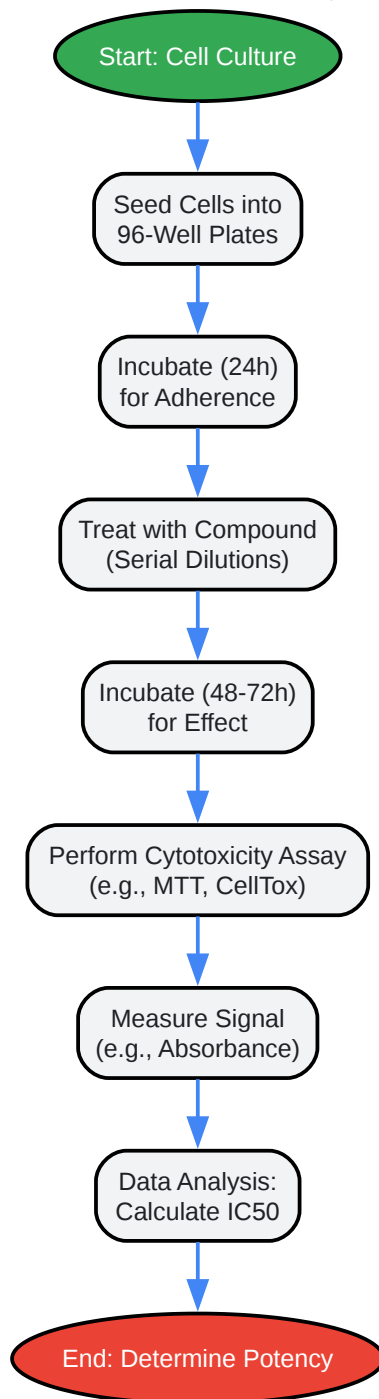 Start: Cell Culture
Seed Cells into
96-Well Plates
Incubate (24h)
for Adherence
Treat with Compound
(Serial Dilutions)
Incubate (48-72h)
for Effect
Perform Cytotoxicity Assay
(e.g., MTT, CellTox)
Measure Signal
(e.g., Absorbance)
Data Analysis:
Calculate IC50
End: Determine Potency